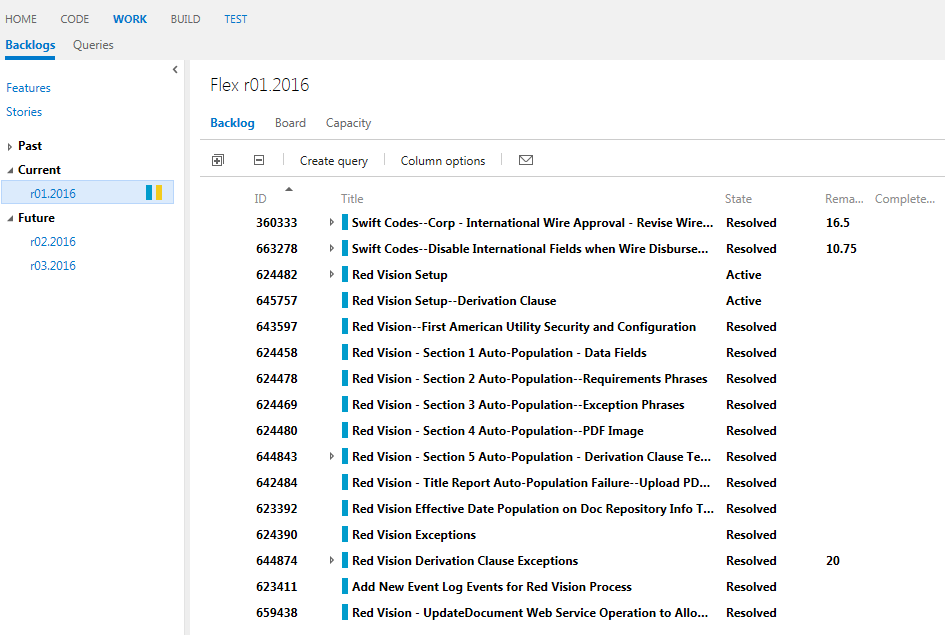 HOME CODE WORK BUILD TEST
Backlogs Queries
Features
Stories
Past
Current
r01.2016
Future
r02.2016
r03.2016
Flex r01.2016
Backlog Board Capacity
Create query Column options
ID Title State Rema... Complete...
360333 Swift Codes--Corp - International Wire Approval - Revise Wire... Resolved 16.5
663278 Swift Codes--Disable International Fields when Wire Disburse... Resolved 10.75
624482 Red Vision Setup Active
645757 Red Vision Setup--Derivation Clause Active
643597 Red Vision--First American Utility Security and Configuration Resolved
624458 Red Vision - Section 1 Auto-Population - Data Fields Resolved
624478 Red Vision - Section 2 Auto-Population--Requirements Phrases Resolved
624469 Red Vision - Section 3 Auto-Population--Exception Phrases Resolved
624480 Red Vision - Section 4 Auto-Population--PDF Image Resolved
644843 Red Vision - Section 5 Auto-Population - Derivation Clause Te... Resolved
642484 Red Vision - Title Report Auto-Population Failure--Upload PD... Resolved
623392 Red Vision Effective Date Population on Doc Repository Info T... Resolved
624390 Red Vision Exceptions Resolved
644874 Red Vision Derivation Clause Exceptions Resolved 20
623411 Add New Event Log Events for Red Vision Process Resolved
659438 Red Vision - UpdateDocument Web Service Operation to Allo... Resolved